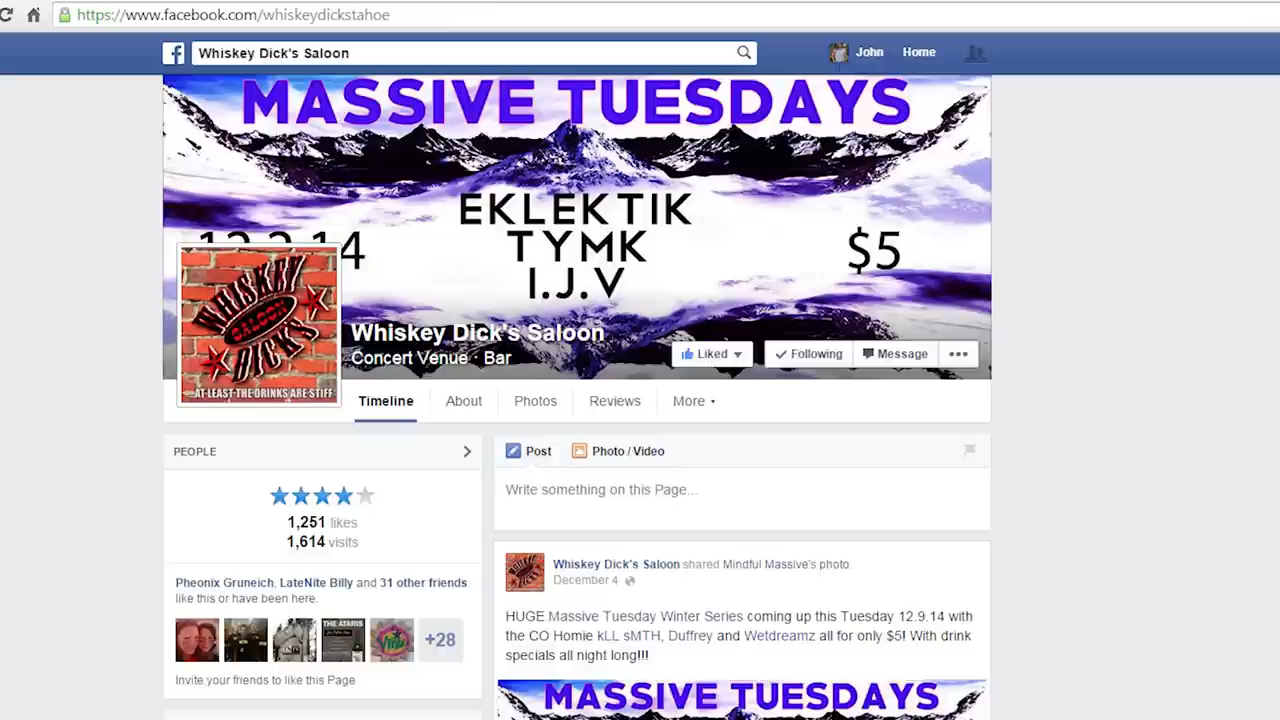 https://www.facebook.com/whiskeydickstahoe
Whiskey Dick's Saloon
John Home
MASSIVE TUESDAYS
EKLEKTIK
TYMK
I.J.V
$5
WHISKEY
SALOON
DICKS
AT LEAST THE DRINKS ARE STIFF
Whiskey Dick's Saloon
Concert Venue · Bar
Liked
Following
Message
Timeline About Photos Reviews More
PEOPLE
1,251 likes
1,614 visits
Pheonix Gruneich, LateNite Billy and 31 other friends
like this or have been here.
THE ATARIS
+28
Invite your friends to like this Page
Post Photo / Video
Write something on this Page...
Whiskey Dick's Saloon shared Mindful Massive's photo.
December 4
HUGE Massive Tuesday Winter Series coming up this Tuesday 12.9.14 with
the CO Homie kLL sMTH, Duffrey and Wetdreamz all for only $5! With drink
specials all night long!!!
MASSIVE TUESDAYS